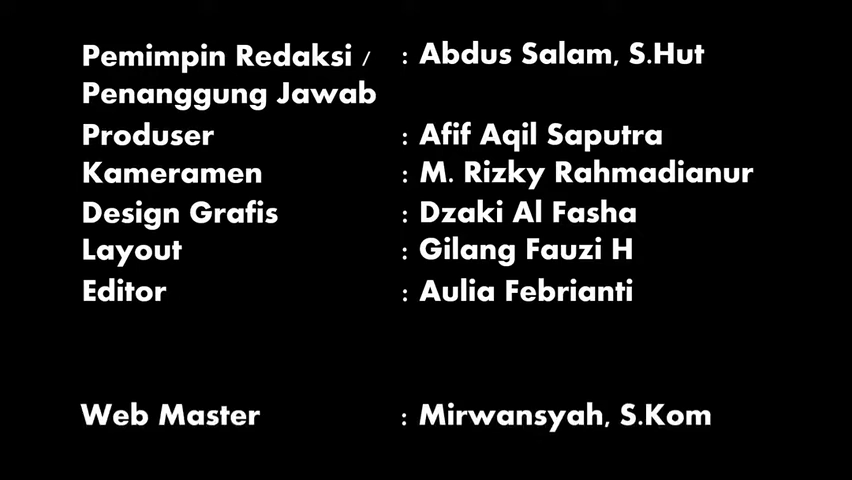 Pemimpin Redaksi / : Abdus Salam, S.Hut
Penanggung Jawab
Produser : Afif Aqil Saputra
Kameramen : M. Rizky Rahmadianur
Design Grafis : Dzaki Al Fasha
Layout : Gilang Fauzi H
Editor : Aulia Febrianti
Web Master : Mirwansyah, S.Kom